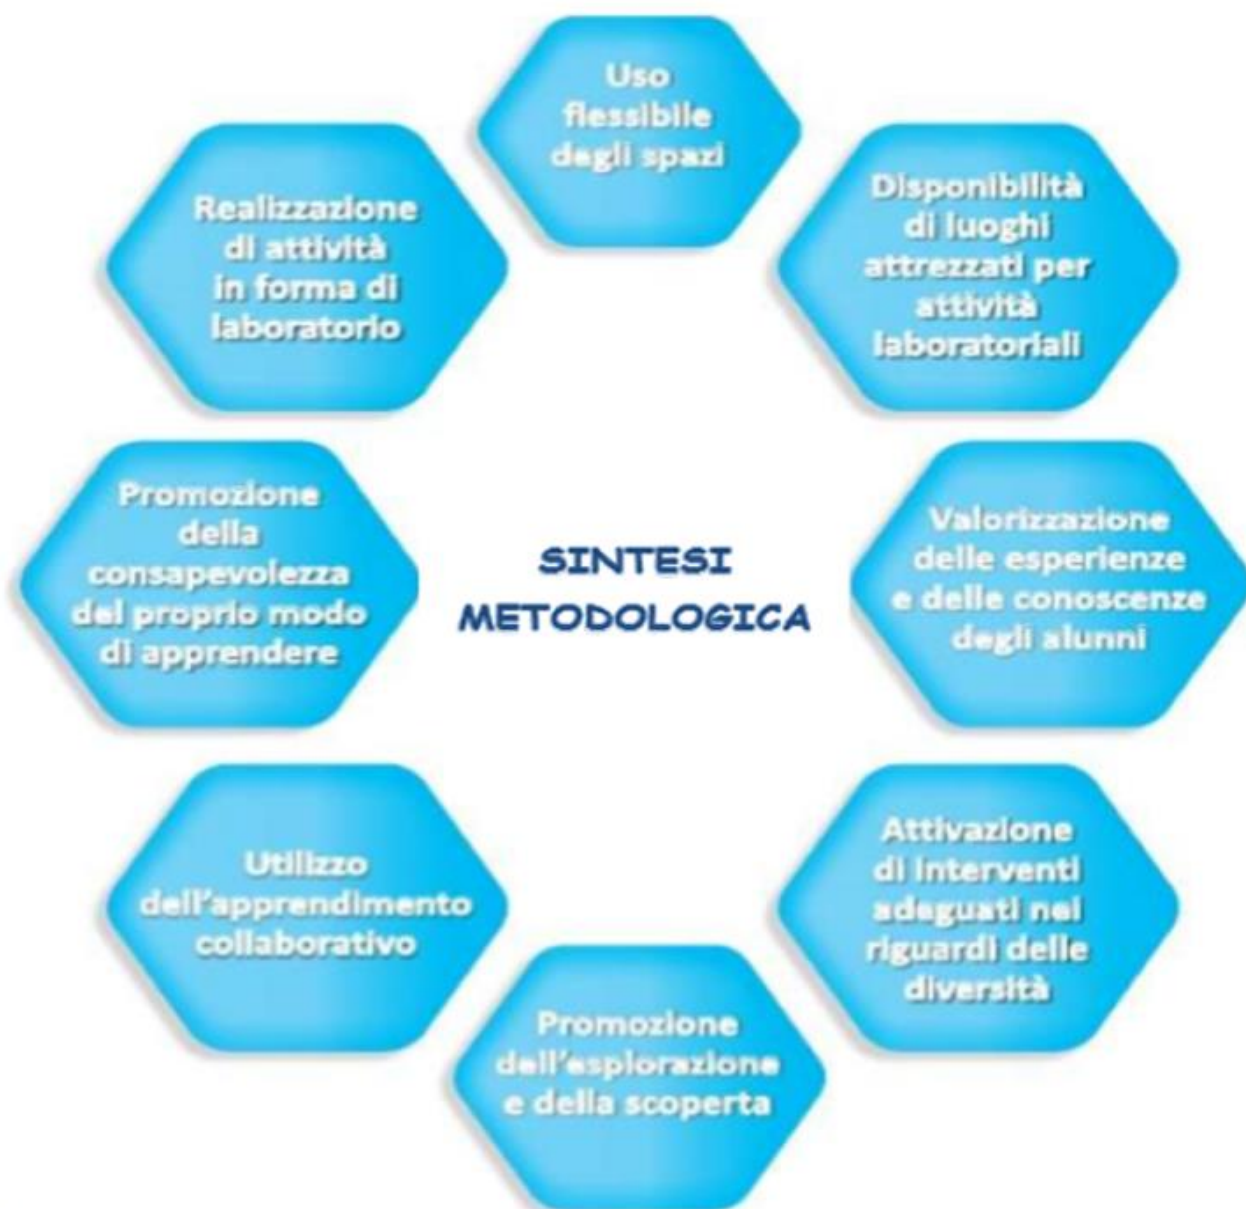 Uso
flessibile
degli spazi
Disponibilità
di luoghi
attrezzati per
attività
laboratoriali
Valorizzazione
delle esperienze
e delle conoscenze
degli alunni
Attivazione
di interventi
adeguati nei
riguardi delle
diversità
Promozione
dell'esplorazione
e della scoperta
Utilizzo
dell'apprendimento
collaborativo
Promozione
della
consapevolezza
del proprio modo
di apprendere
Realizzazione
di attività
in forma di
laboratorio
SINTESI
METODOLOGICA